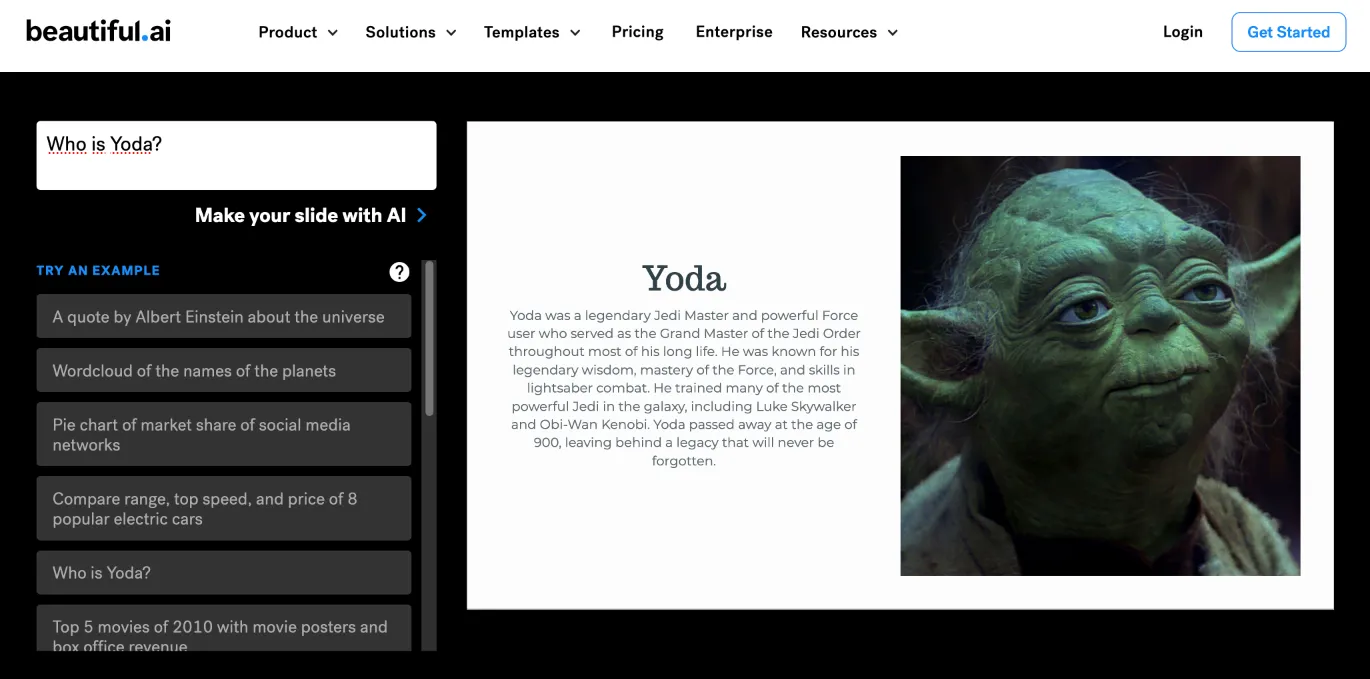 beautiful.ai
Product
Solutions
Templates
Pricing
Enterprise
Resources
Login
Get Started
Who is Yoda?
Make your slide with AI
TRY AN EXAMPLE
?
A quote by Albert Einstein about the universe
Wordcloud of the names of the planets
Pie chart of market share of social media
networks
Compare range, top speed, and price of 8
popular electric cars
Who is Yoda?
Top 5 movies of 2010 with movie posters and
box office revenue
Yoda
Yoda was a legendary Jedi Master and powerful Force
user who served as the Grand Master of the Jedi Order
throughout most of his long life. He was known for his
legendary wisdom, mastery of the Force, and skills in
lightsaber combat. He trained many of the most
powerful Jedi in the galaxy, including Luke Skywalker
and Obi-Wan Kenobi. Yoda passed away at the age of
900, leaving behind a legacy that will never be
forgotten.